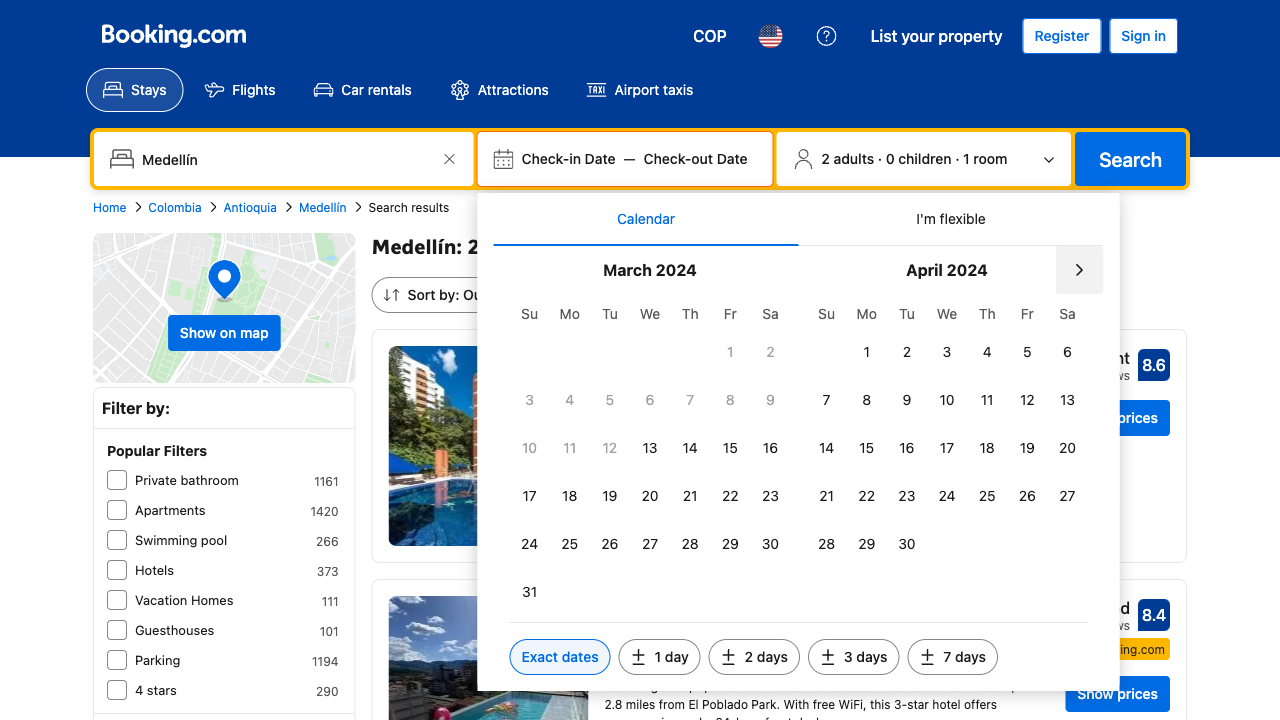 Booking.com
COP
List your property
Register
Sign in
Stays
Flights
Car rentals
Attractions
TAXI
Airport taxis
Medellín
Check-in Date — Check-out Date
2 adults · 0 children · 1 room
Search
Home > Colombia > Antioquia > Medellín > Search results
Calendar
I'm flexible
Medellín: 2
Sort by: Ou
Show on map
March 2024
Su Mo Tu We Th Fr Sa
1 2
3 4 5 6 7 8 9
10 11 12 13 14 15 16
17 18 19 20 21 22 23
24 25 26 27 28 29 30
31
April 2024
Su Mo Tu We Th Fr Sa
1 2 3 4 5 6
7 8 9 10 11 12 13
14 15 16 17 18 19 20
21 22 23 24 25 26 27
28 29 30
Exact dates
± 1 day
± 2 days
± 3 days
± 7 days
8.6
prices
8.4
ing.com
Show prices
2.8 miles from El Poblado Park. With free WiFi, this 3-star hotel offers
Filter by:
Popular Filters
Private bathroom 1161
Apartments 1420
Swimming pool 266
Hotels 373
Vacation Homes 111
Guesthouses 101
Parking 1194
4 stars 290